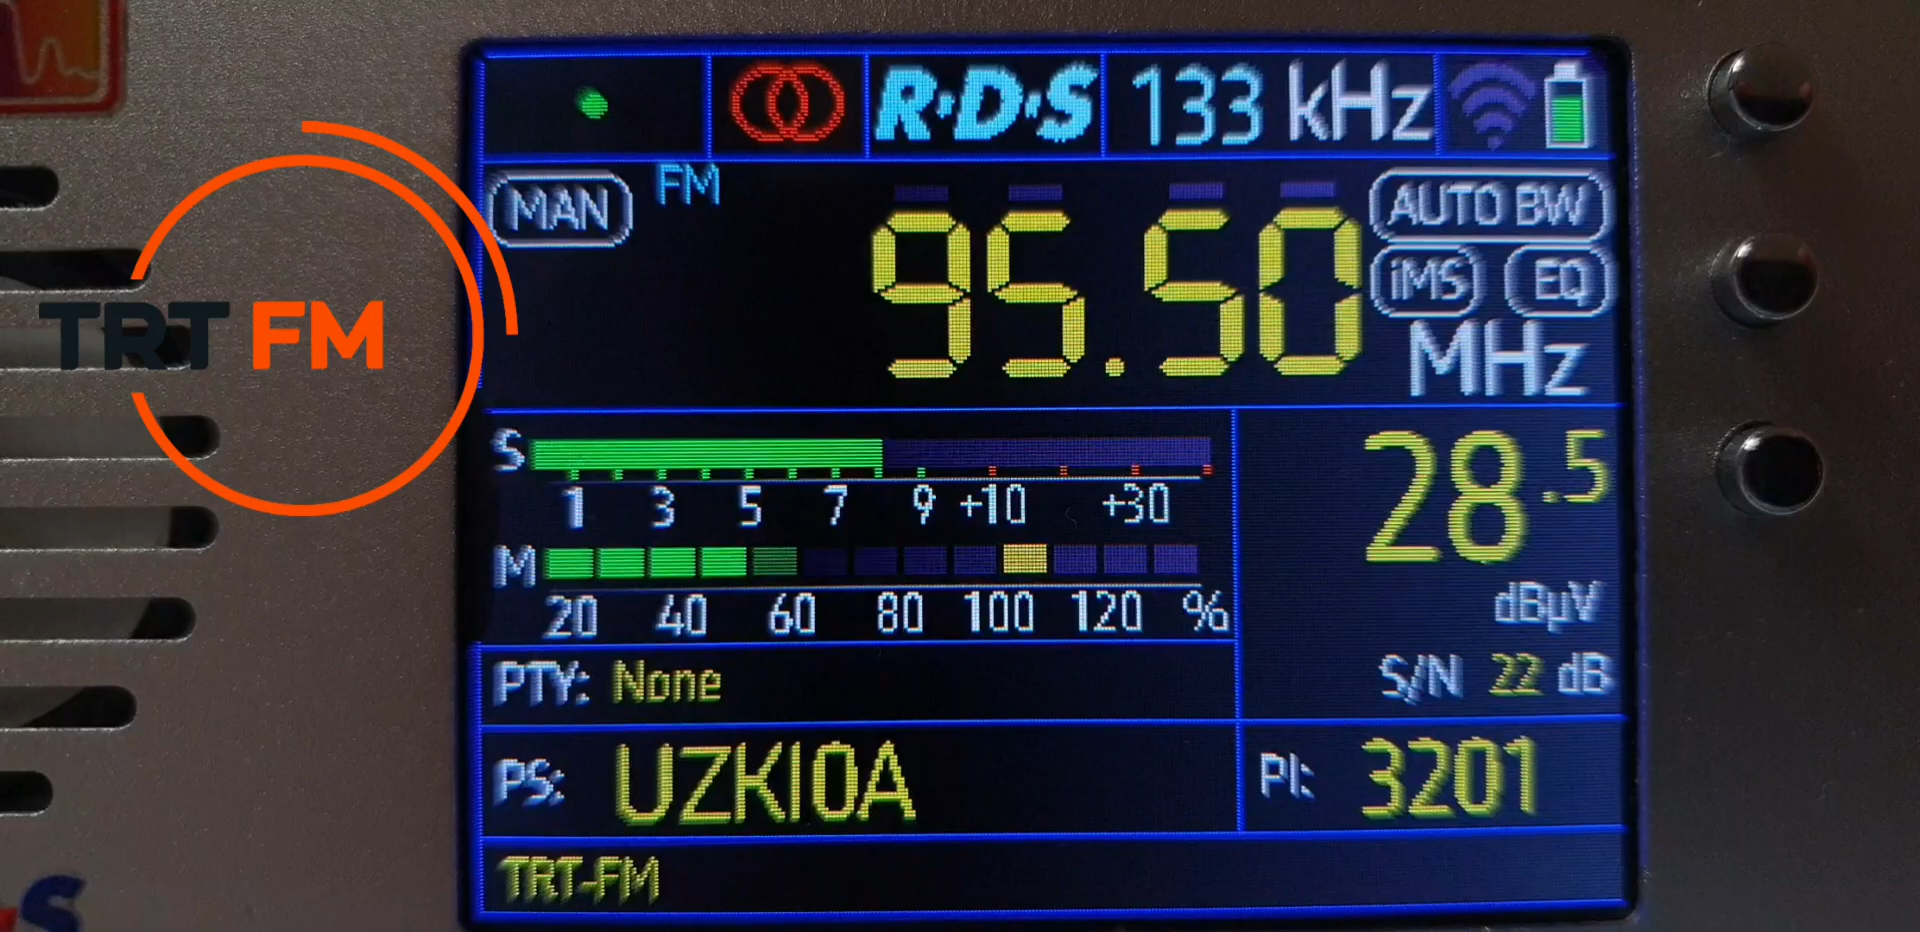 R·D·S 133 kHz
MAN FM 95.50 AUTO BW
iMS EQ
MHz
TRT FM
S
1 3 5 7 9 +10 +30
28.5
M
20 40 60 80 100 120 %
dBµV
PTY: None
S/N 22 dB
PS: UZKI0A
PI: 3201
TRT-FM
S